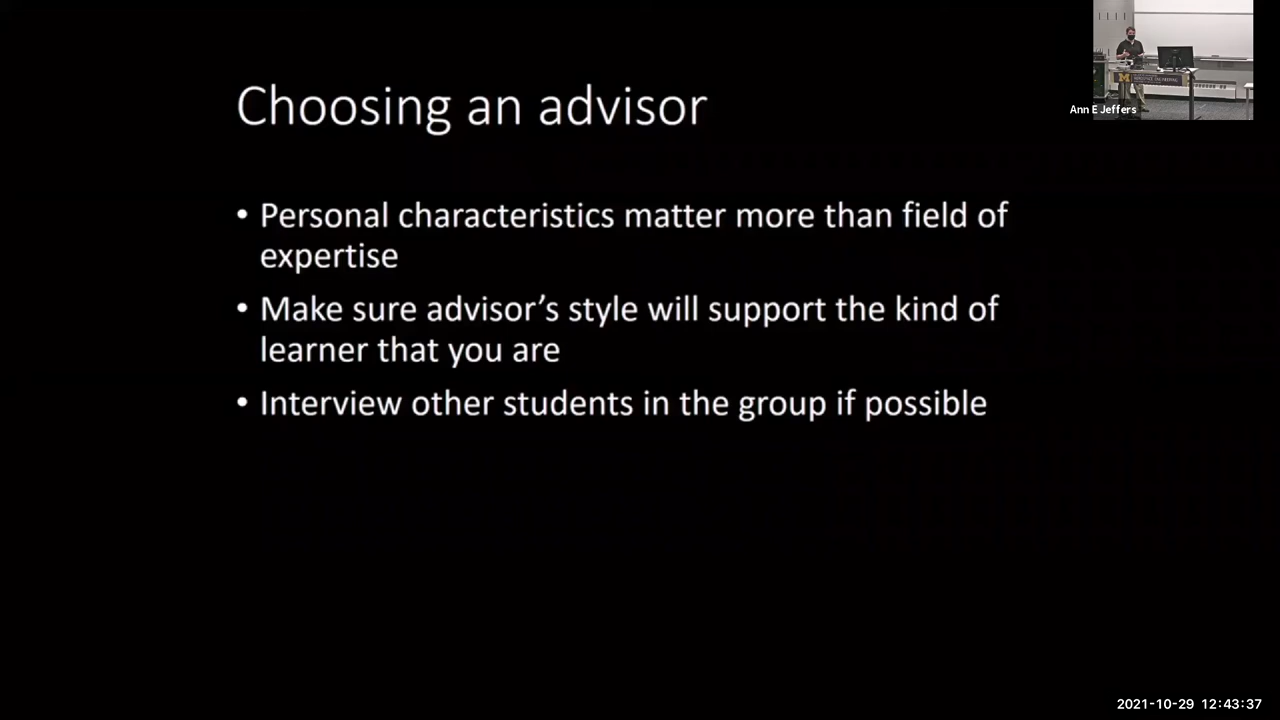 Choosing an advisor
• Personal characteristics matter more than field of
expertise
• Make sure advisor’s style will support the kind of
learner that you are
• Interview other students in the group if possible
Ann E Jeffers
M
2021-10-29 12:43:37